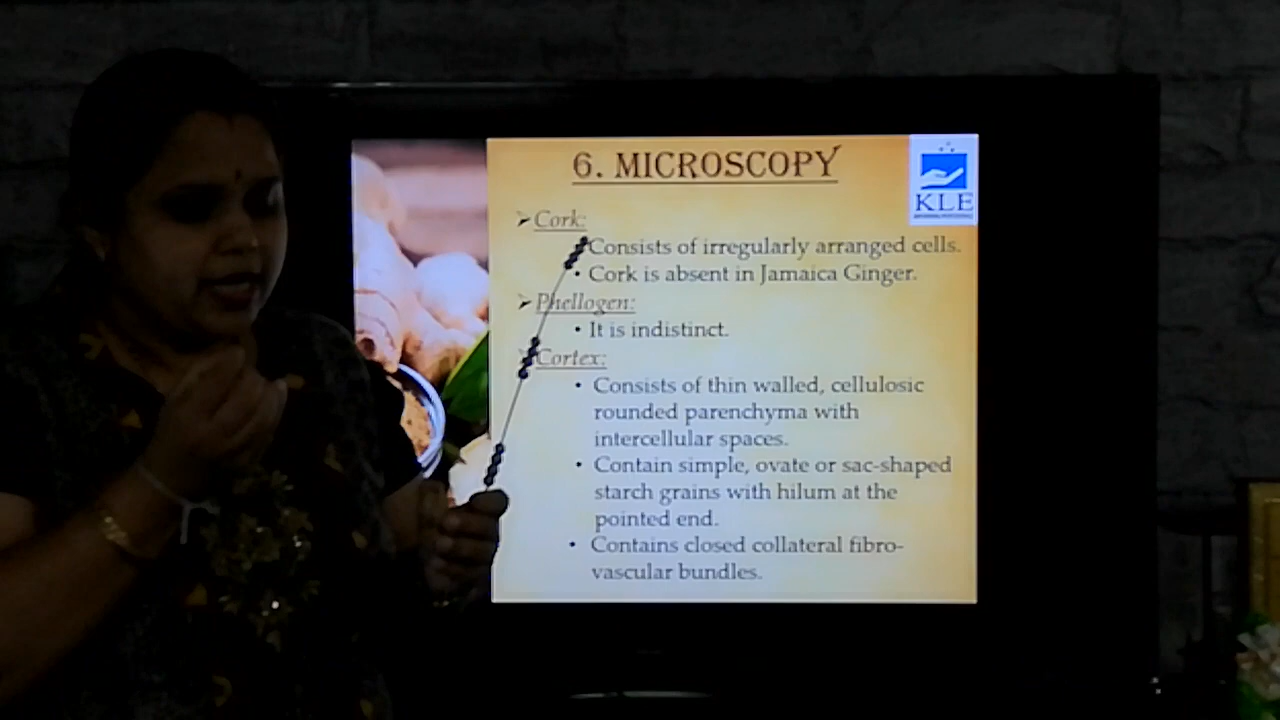 6. MICROSCOPY
KLE
Cork:
Consists of irregularly arranged cells.
• Cork is absent in Jamaica Ginger.
Phellogen:
• It is indistinct.
Cortex:
• Consists of thin walled, cellulosic
rounded parenchyma with
intercellular spaces.
• Contain simple, ovate or sac-shaped
starch grains with hilum at the
pointed end.
• Contains closed collateral fibro-
vascular bundles.